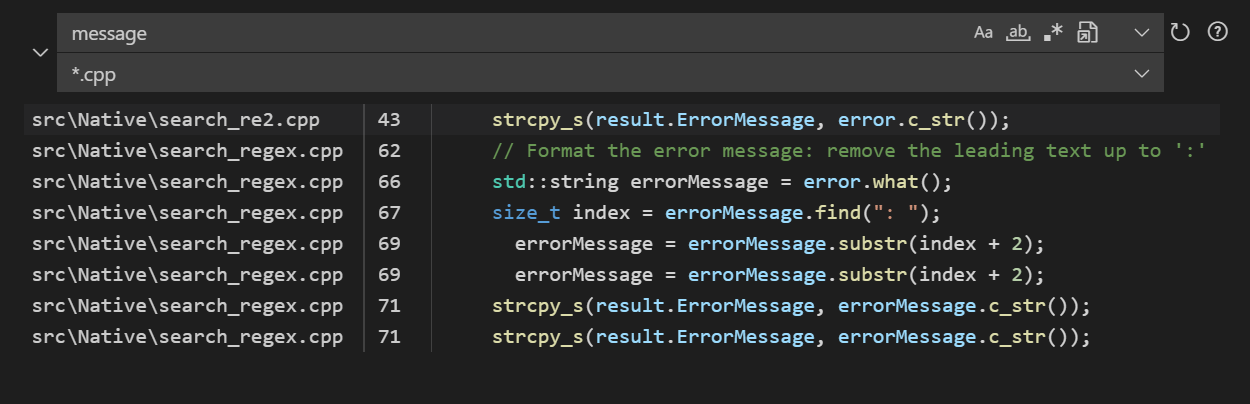 message Aa ab .* ?
*.cpp
src\Native\search_re2.cpp 43 strcpy_s(result.ErrorMessage, error.c_str());
src\Native\search_regex.cpp 62 // Format the error message: remove the leading text up to ':'
src\Native\search_regex.cpp 66 std::string errorMessage = error.what();
src\Native\search_regex.cpp 67 size_t index = errorMessage.find(": ");
src\Native\search_regex.cpp 69 errorMessage = errorMessage.substr(index + 2);
src\Native\search_regex.cpp 69 errorMessage = errorMessage.substr(index + 2);
src\Native\search_regex.cpp 71 strcpy_s(result.ErrorMessage, errorMessage.c_str());
src\Native\search_regex.cpp 71 strcpy_s(result.ErrorMessage, errorMessage.c_str());